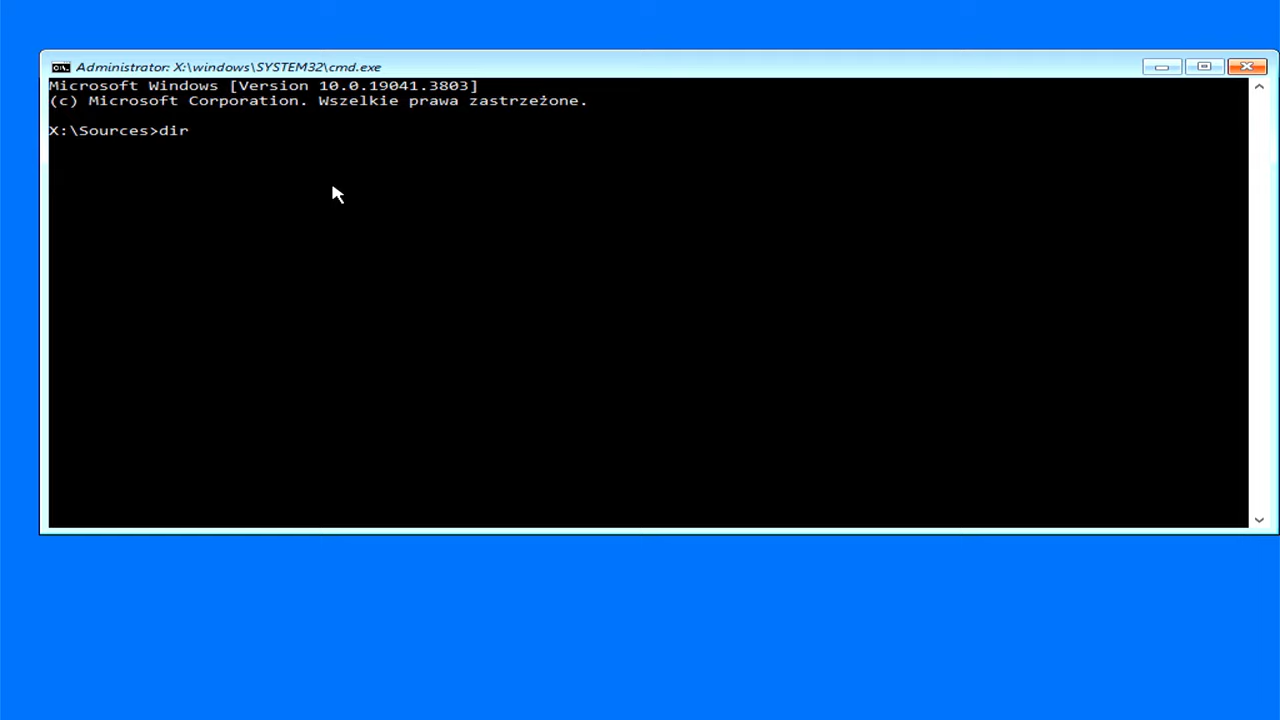 Administrator: X:\windows\SYSTEM32\cmd.exe
Microsoft Windows [Version 10.0.19041.3803]
(c) Microsoft Corporation. Wszelkie prawa zastrzeżone.
X:\Sources>dir